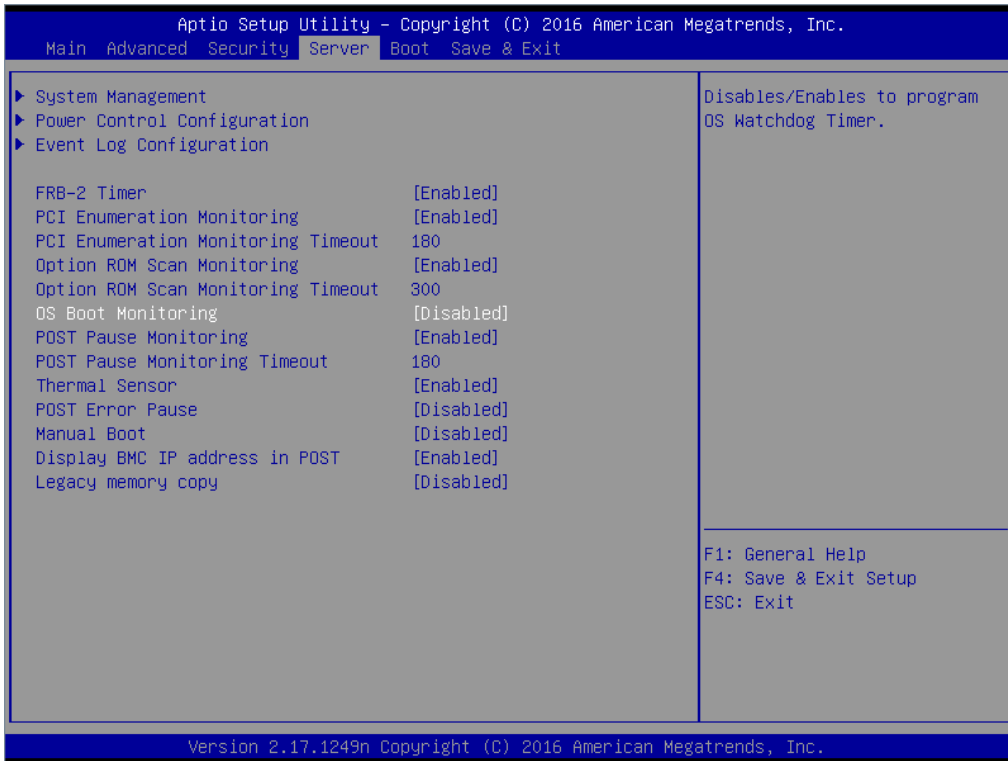 Aptio Setup Utility – Copyright (C) 2016 American Megatrends, Inc.
Main Advanced Security Server Boot Save & Exit
System Management
Power Control Configuration
Event Log Configuration
FRB-2 Timer [Enabled]
PCI Enumeration Monitoring [Enabled]
PCI Enumeration Monitoring Timeout 180
Option ROM Scan Monitoring [Enabled]
Option ROM Scan Monitoring Timeout 300
OS Boot Monitoring [Disabled]
POST Pause Monitoring [Enabled]
POST Pause Monitoring Timeout 180
Thermal Sensor [Enabled]
POST Error Pause [Disabled]
Manual Boot [Disabled]
Display BMC IP address in POST [Enabled]
Legacy memory copy [Disabled]
Disables/Enables to program
OS Watchdog Timer.
F1: General Help
F4: Save & Exit Setup
ESC: Exit
Version 2.17.1249n Copyright (C) 2016 American Megatrends, Inc.